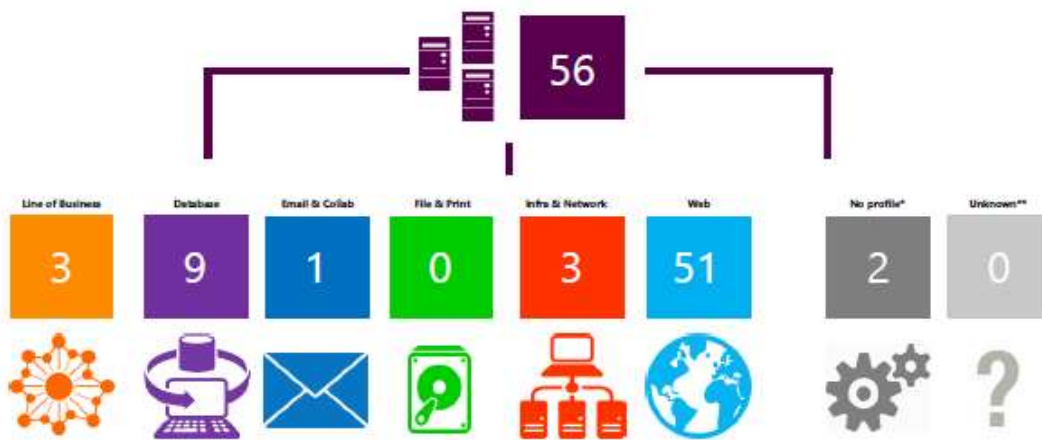 56
Line of Business Database Email & Collab File & Print Infra & Network Web No profile* Unknown**
3 9 1 0 3 51 2 0
?